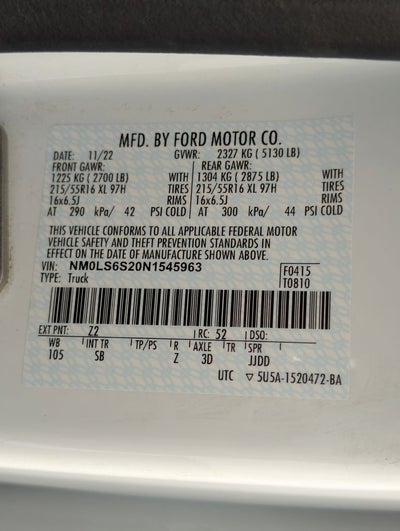 MFD. BY FORD MOTOR CO.
DATE: 11/22 GVWR: 2327 KG ( 5130 LB)
FRONT GAWR: REAR GAWR:
1225 KG ( 2700 LB) WITH 1304 KG ( 2875 LB) WITH
215/55R16 XL 97H TIRES 215/55R16 XL 97H TIRES
16x6.5J RIMS 16x6.5J RIMS
AT 290 kPa/ 42 PSI COLD AT 300 kPa/ 44 PSI COLD
THIS VEHICLE CONFORMS TO ALL APPLICABLE FEDERAL MOTOR
VEHICLE SAFETY AND THEFT PREVENTION STANDARDS IN
EFFECT ON THE DATE OF MANUFACTURE SHOWN ABOVE.
VIN: NM0LS6S20N1545963 F0415
TYPE: Truck T0810
EXT PNT: Z2 RC: 52 DSO:
WB INT TR TP/PS R AXLE TR SPR
105 SB Z 3D JJDD
UTC ▽ 5U5A-1520472-BA